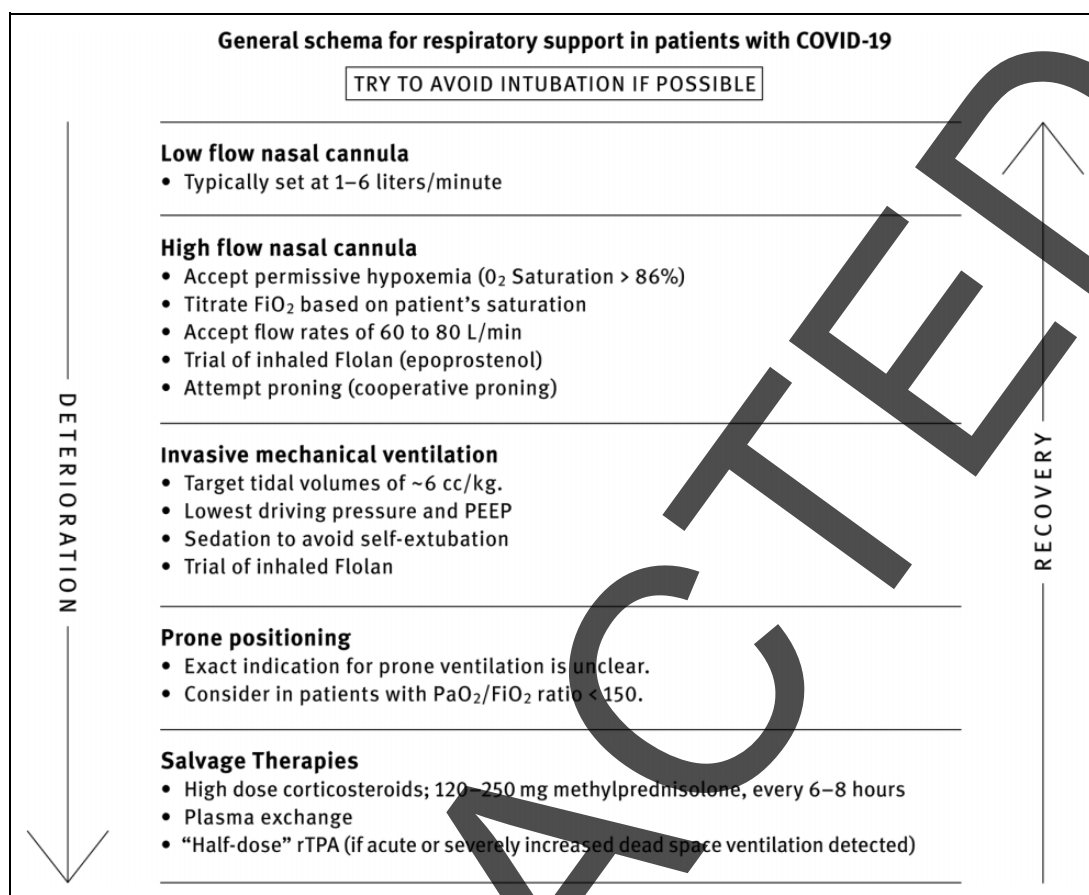 General schema for respiratory support in patients with COVID-19
TRY TO AVOID INTUBATION IF POSSIBLE
Low flow nasal cannula
• Typically set at 1–6 liters/minute
High flow nasal cannula
• Accept permissive hypoxemia (0₂ Saturation > 86%)
• Titrate FiO₂ based on patient’s saturation
• Accept flow rates of 60 to 80 L/min
• Trial of inhaled Flolan (epoprostenol)
• Attempt proning (cooperative proning)
Invasive mechanical ventilation
• Target tidal volumes of ~6 cc/kg.
• Lowest driving pressure and PEEP
• Sedation to avoid self-extubation
• Trial of inhaled Flolan
Prone positioning
• Exact indication for prone ventilation is unclear.
• Consider in patients with PaO₂/FiO₂ ratio < 150.
Salvage Therapies
• High dose corticosteroids; 120–250 mg methylprednisolone, every 6–8 hours
• Plasma exchange
• “Half-dose” rTPA (if acute or severely increased dead space ventilation detected)
DETERIORATION
RECOVERY
ACTED